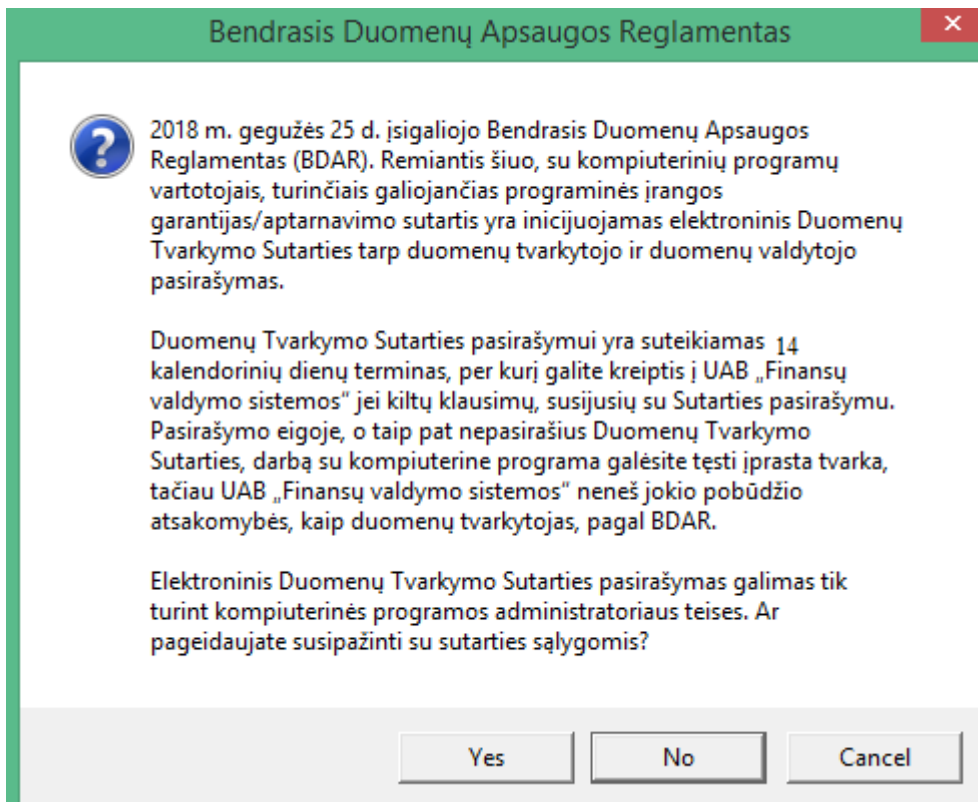 Bendrasis Duomenų Apsaugos Reglamentas
2018 m. gegužės 25 d. įsigaliojo Bendrasis Duomenų Apsaugos
Reglamentas (BDAR). Remiantis šiuo, su kompiuterinių programų
vartotojais, turinčiais galiojančias programinės įrangos
garantijas/aptarnavimo sutartis yra inicijuojamas elektroninis Duomenų
Tvarkymo Sutarties tarp duomenų tvarkytojo ir duomenų valdytojo
pasirašymas.
Duomenų Tvarkymo Sutarties pasirašymui yra suteikiamas 14
kalendorinių dienų terminas, per kurį galite kreiptis į UAB „Finansų
valdymo sistemos“ jei kiltų klausimų, susijusių su Sutarties pasirašymu.
Pasirašymo eigoje, o taip pat nepasirašius Duomenų Tvarkymo
Sutarties, darbą su kompiuterine programa galėsite tęsti įprasta tvarka,
tačiau UAB „Finansų valdymo sistemos“ neneš jokio pobūdžio
atsakomybės, kaip duomenų tvarkytojas, pagal BDAR.
Elektroninis Duomenų Tvarkymo Sutarties pasirašymas galimas tik
turint kompiuterinės programos administratoriaus teises. Ar
pageidaujate susipažinti su sutarties sąlygomis?
Yes No Cancel